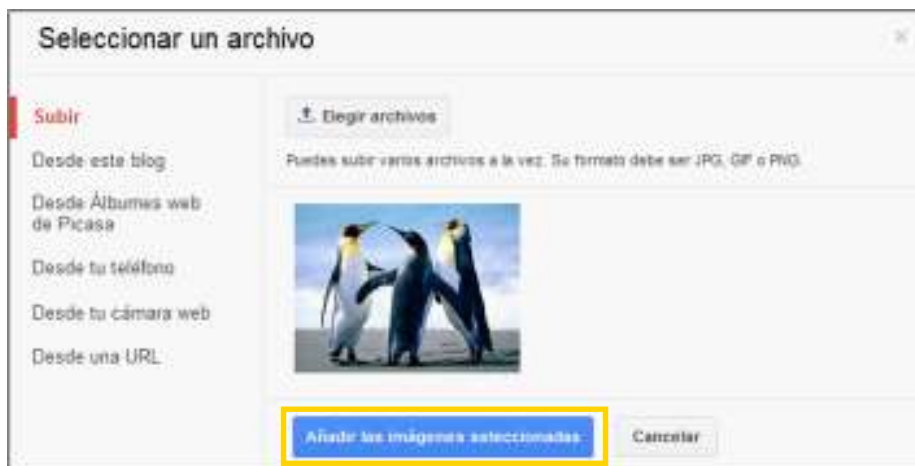 Seleccionar un archivo
Subir
Desde este blog
Desde Álbumes web
de Picasa
Desde tu teléfono
Desde tu cámara web
Desde una URL
Elegir archivos
Puedes subir varios archivos a la vez. Su formato debe ser JPG, GIF o PNG.
Añadir las imágenes seleccionadas
Cancelar